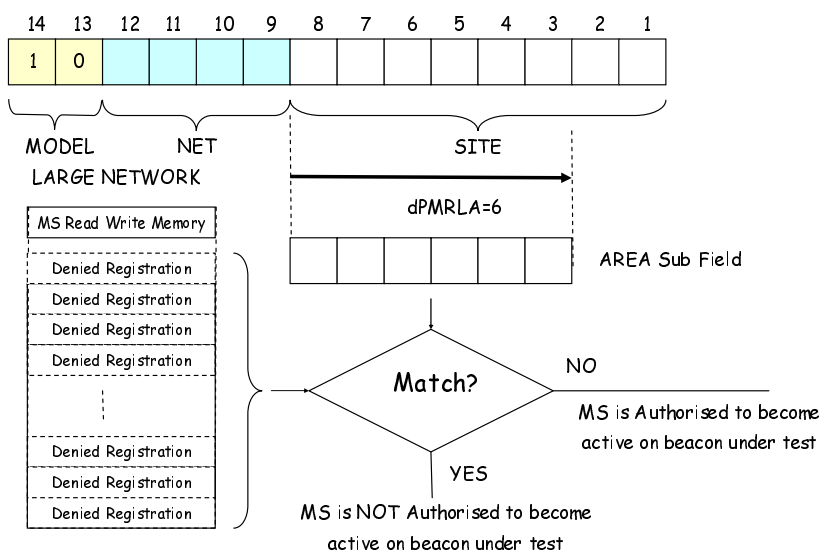 14 13 12 11 10 9 8 7 6 5 4 3 2 1
1 0
MODEL NET SITE
LARGE NETWORK
dPMRLA=6
MS Read Write Memory
AREA Sub Field
Denied Registration
Denied Registration
Denied Registration
Denied Registration
Match?
NO
MS is Authorised to become
active on beacon under test
Denied Registration
Denied Registration
Denied Registration
YES
MS is NOT Authorised to become
active on beacon under test